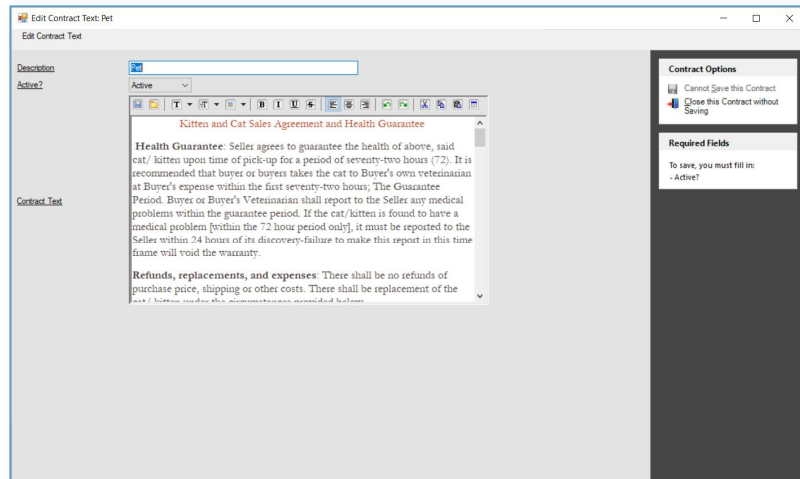 Edit Contract Text: Pet
Edit Contract Text
Description
Pet
Active?
Active
T
B I U S
Contract Text
Kitten and Cat Sales Agreement and Health Guarantee
Health Guarantee: Seller agrees to guarantee the health of above, said
cat/ kitten upon time of pick-up for a period of seventy-two hours (72). It is
recommended that buyer or buyers takes the cat to Buyer's own veterinarian
at Buyer's expense within the first seventy-two hours; The Guarantee
Period. Buyer or Buyer's Veterinarian shall report to the Seller any medical
problems within the guarantee period. If the cat/kitten is found to have a
medical problem [within the 72 hour period only], it must be reported to the
Seller within 24 hours of its discovery-failure to make this report in this time
frame will void the warranty.
Refunds, replacements, and expenses: There shall be no refunds of
purchase price, shipping or other costs. There shall be replacement of the
cat/ kitten under the circumstances provided below
Contract Options
Cannot Save this Contract
Close this Contract without
Saving
Required Fields
To save, you must fill in:
- Active?